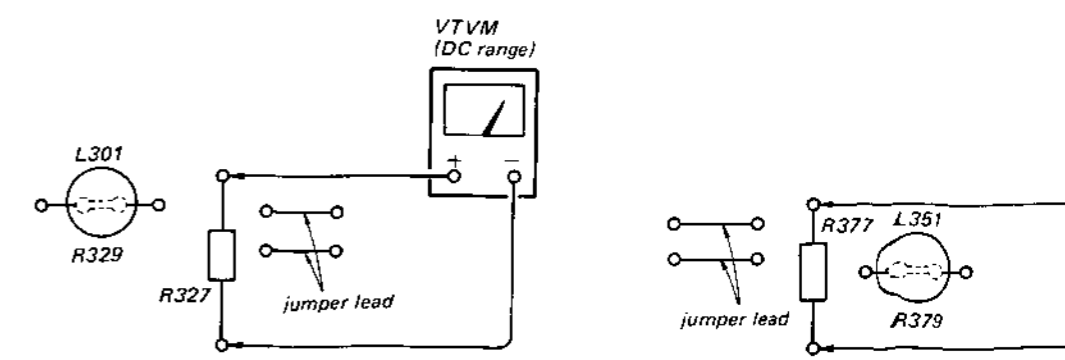 VTVM
(DC range)
+ −
L301
R329
R327
jumper lead
R377
L351
R379
jumper lead